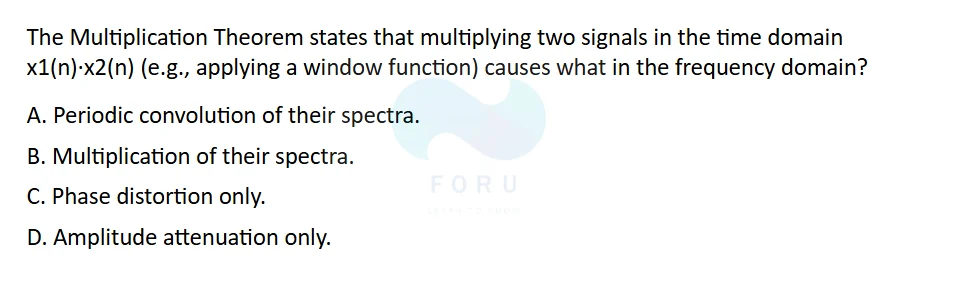 The Multiplication Theorem states that multiplying two signals in the time domain
x1(n)·x2(n) (e.g., applying a window function) causes what in the frequency domain?
A. Periodic convolution of their spectra.
B. Multiplication of their spectra.
FORU
C. Phase distortion only.
D. Amplitude attenuation only.